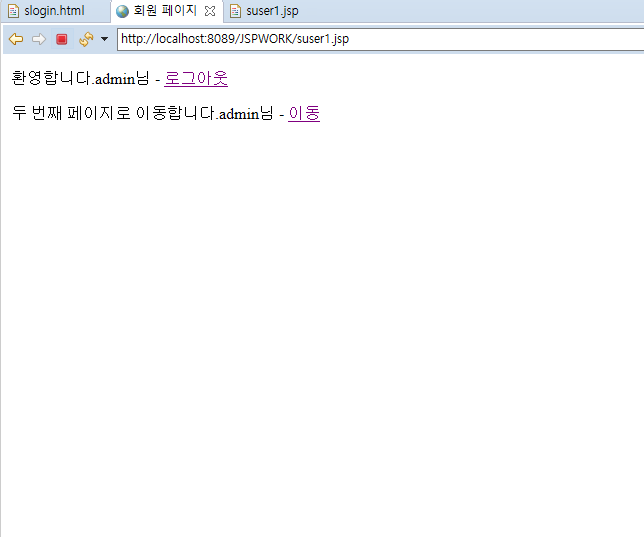 slogin.html 회원 페이지 suser1.jsp
http://localhost:8089/JSPWORK/suser1.jsp
환영합니다.admin님 - 로그아웃
두 번째 페이지로 이동합니다.admin님 - 이동